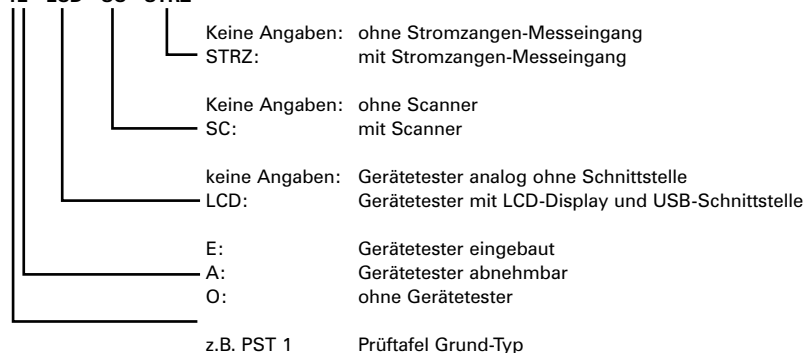 Keine Angaben: ohne Stromzangen-Messeingang
STRZ: mit Stromzangen-Messeingang
Keine Angaben: ohne Scanner
SC: mit Scanner
keine Angaben: Gerätetester analog ohne Schnittstelle
LCD: Gerätetester mit LCD-Display und USB-Schnittstelle
E: Gerätetester eingebaut
A: Gerätetester abnehmbar
O: ohne Gerätetester
z.B. PST 1 Prüftafel Grund-Typ